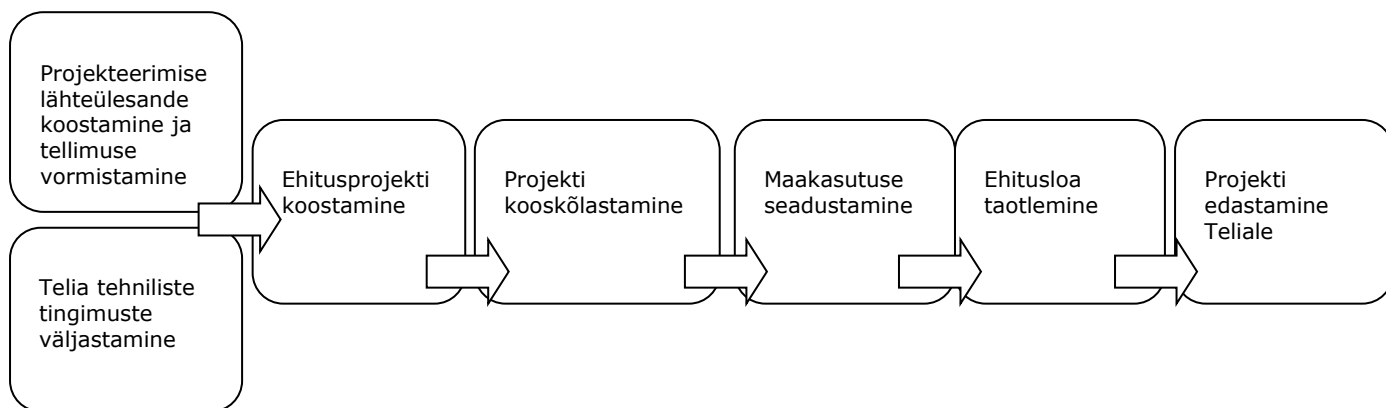 Projekteerimise
lähteülesande
koostamine ja
tellimuse
vormistamine
Telia tehniliste
tingimuste
väljastamine
Ehitusprojekti
koostamine
Projekti
kooskõlastamine
Maakasutuse
seadustamine
Ehitusloa
taotlemine
Projekti
edastamine
Teliale